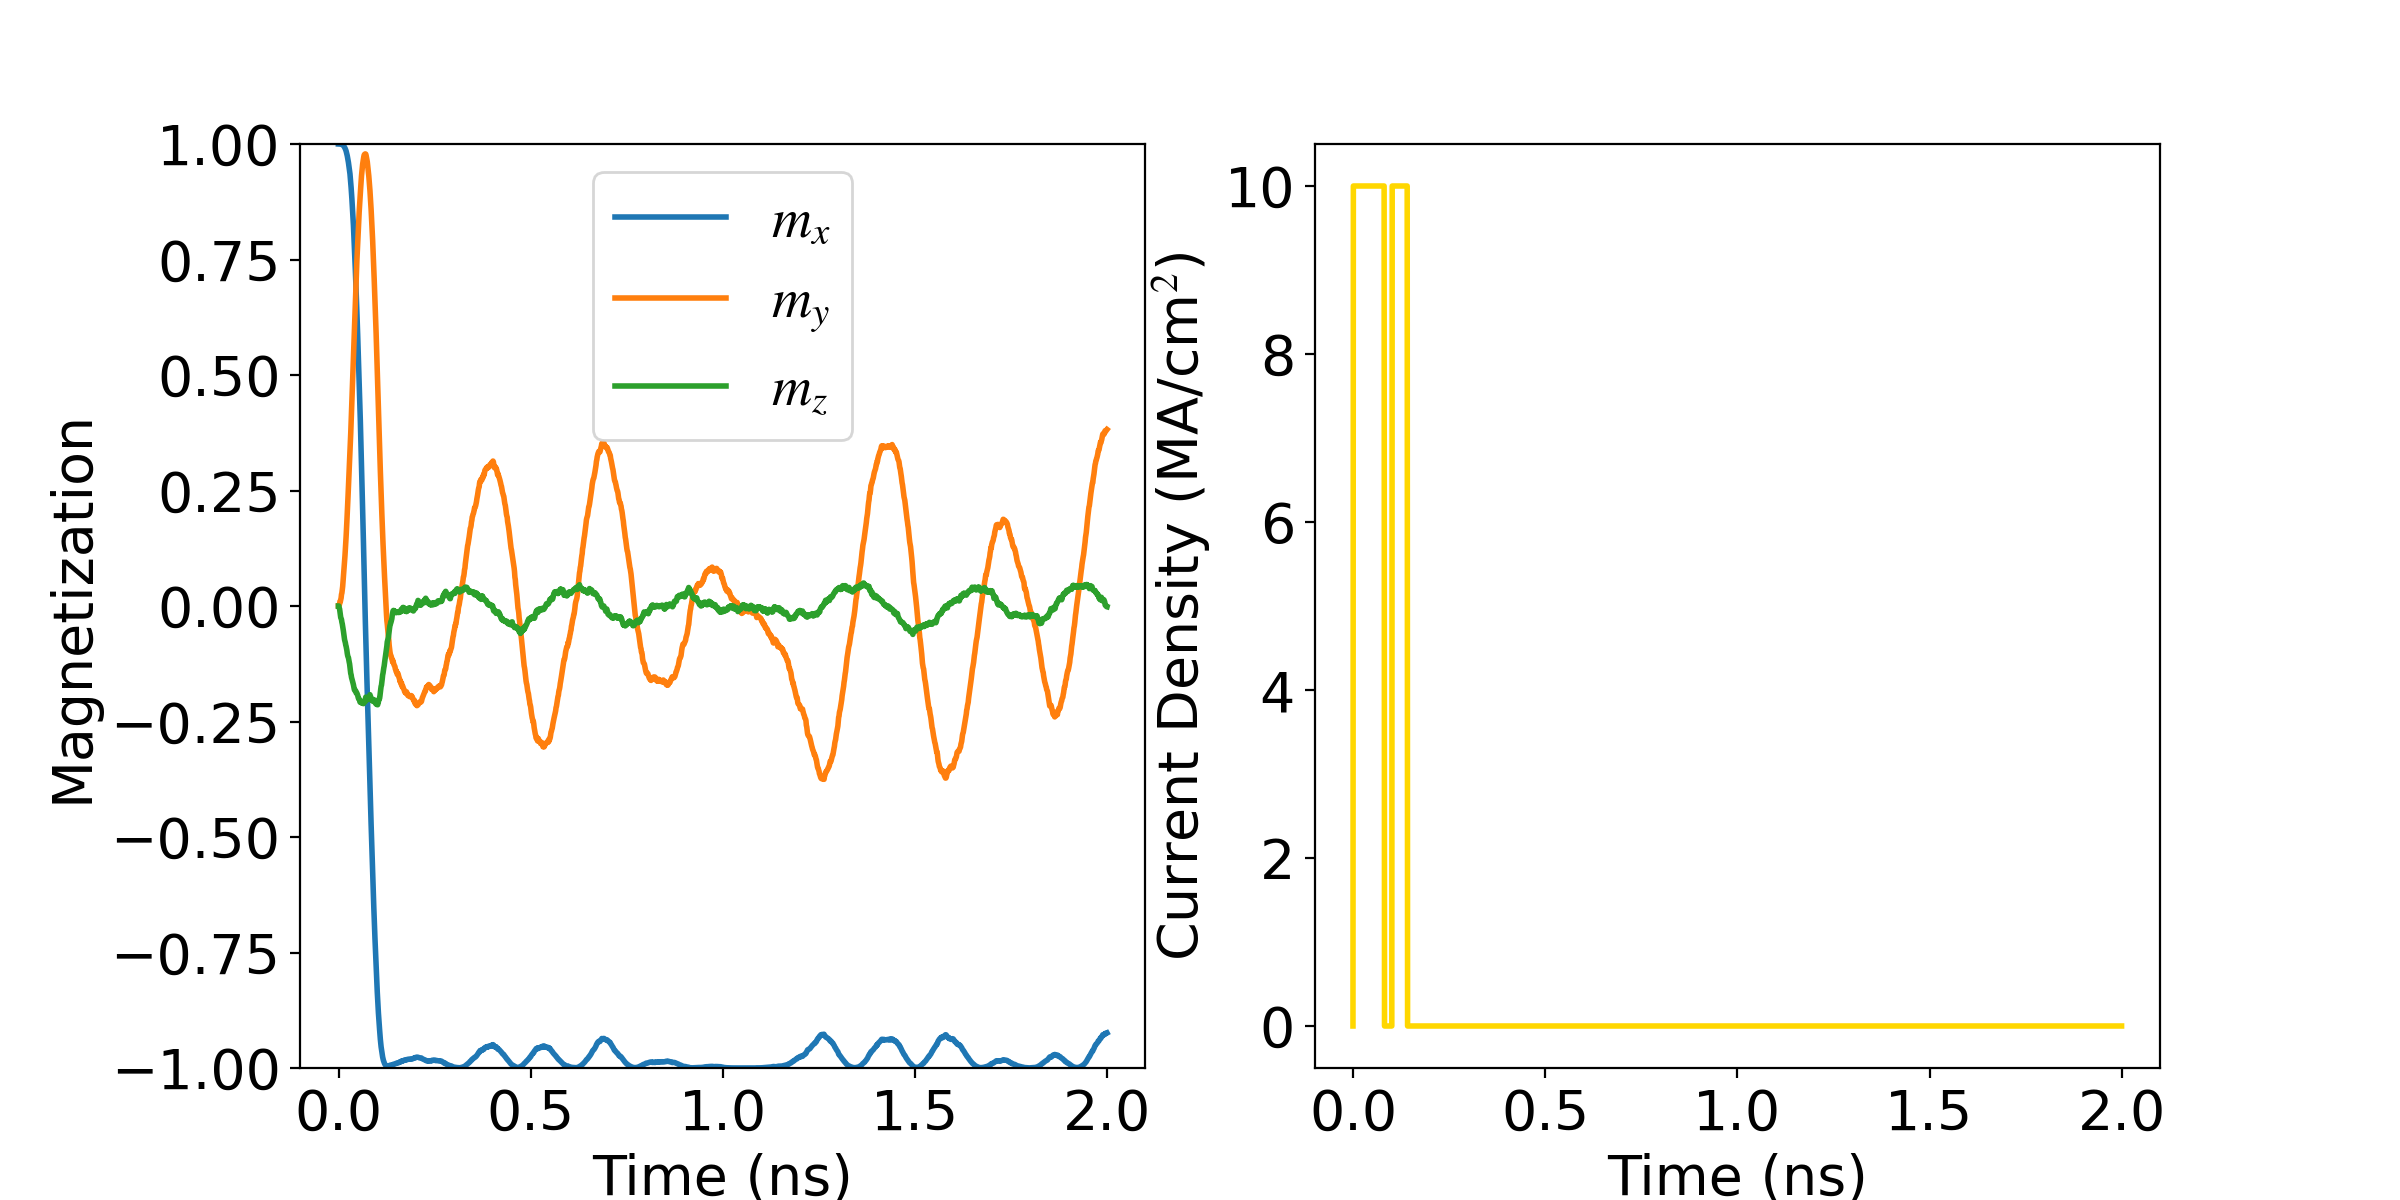 1.00
0.75
0.50
0.25
0.00
−0.25
−0.50
−0.75
−1.00
0.0 0.5 1.0 1.5 2.0
Time (ns)
Magnetization
m_x
m_y
m_z
10
8
6
4
2
0
0.0 0.5 1.0 1.5 2.0
Time (ns)
Current Density (MA/cm²)